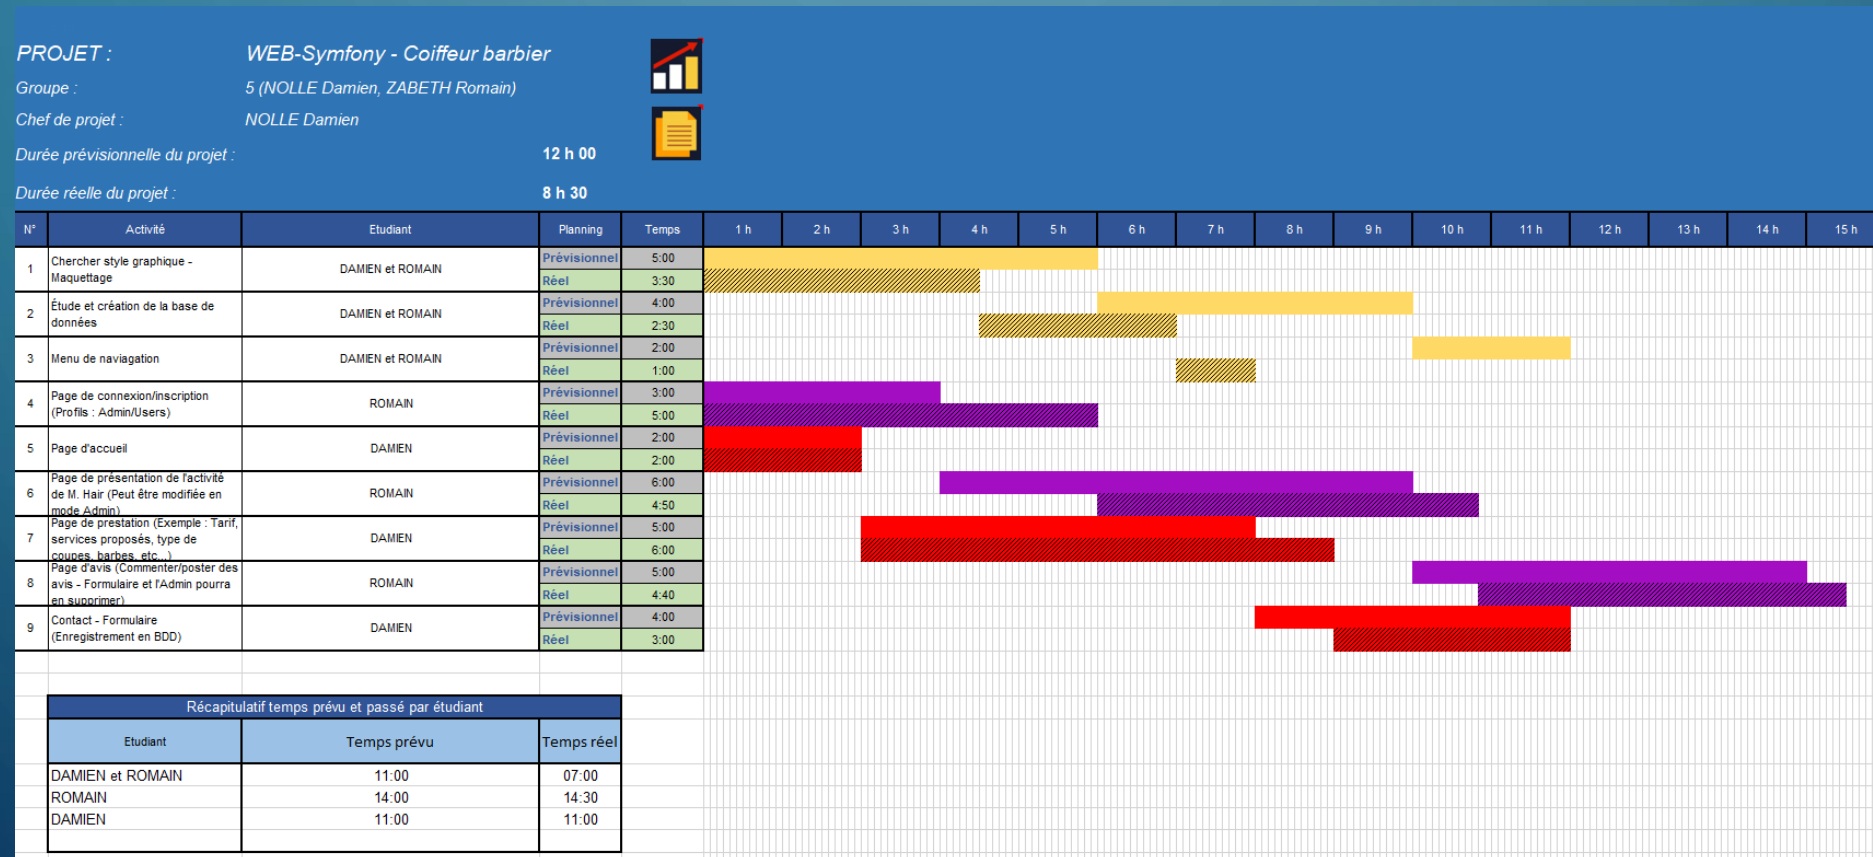 PROJET : WEB-Symfony - Coiffeur barbier
Groupe : 5 (NOLLE Damien, ZABETH Romain)
Chef de projet : NOLLE Damien
Durée prévisionnelle du projet : 12 h 00
Durée réelle du projet : 8 h 30
N° Activité Etudiant Planning Temps 1 h 2 h 3 h 4 h 5 h 6 h 7 h 8 h 9 h 10 h 11 h 12 h 13 h 14 h 15 h
1 Chercher style graphique -
Maquettage
DAMIEN et ROMAIN
Prévisionnel 5:00
Réel 3:30
2 Étude et création de la base de
données
DAMIEN et ROMAIN
Prévisionnel 4:00
Réel 2:30
3 Menu de naviagation
DAMIEN et ROMAIN
Prévisionnel 2:00
Réel 1:00
4 Page de connexion/inscription
(Profils : Admin/Users)
ROMAIN
Prévisionnel 3:00
Réel 5:00
5 Page d'accueil
DAMIEN
Prévisionnel 2:00
Réel 2:00
6 Page de présentation de l'activité
de M. Hair (Peut être modifiée en
mode Admin)
ROMAIN
Prévisionnel 6:00
Réel 4:50
7 Page de prestation (Exemple : Tarif,
services proposés, type de
coupes, barbes, etc...)
DAMIEN
Prévisionnel 5:00
Réel 6:00
8 Page d'avis (Commenter/poster des
avis - Formulaire et l'Admin pourra
en supprimer)
ROMAIN
Prévisionnel 5:00
Réel 4:40
9 Contact - Formulaire
(Enregistrement en BDD)
DAMIEN
Prévisionnel 4:00
Réel 3:00
Récapitulatif temps prévu et passé par étudiant
Etudiant Temps prévu Temps réel
DAMIEN et ROMAIN 11:00 07:00
ROMAIN 14:00 14:30
DAMIEN 11:00 11:00